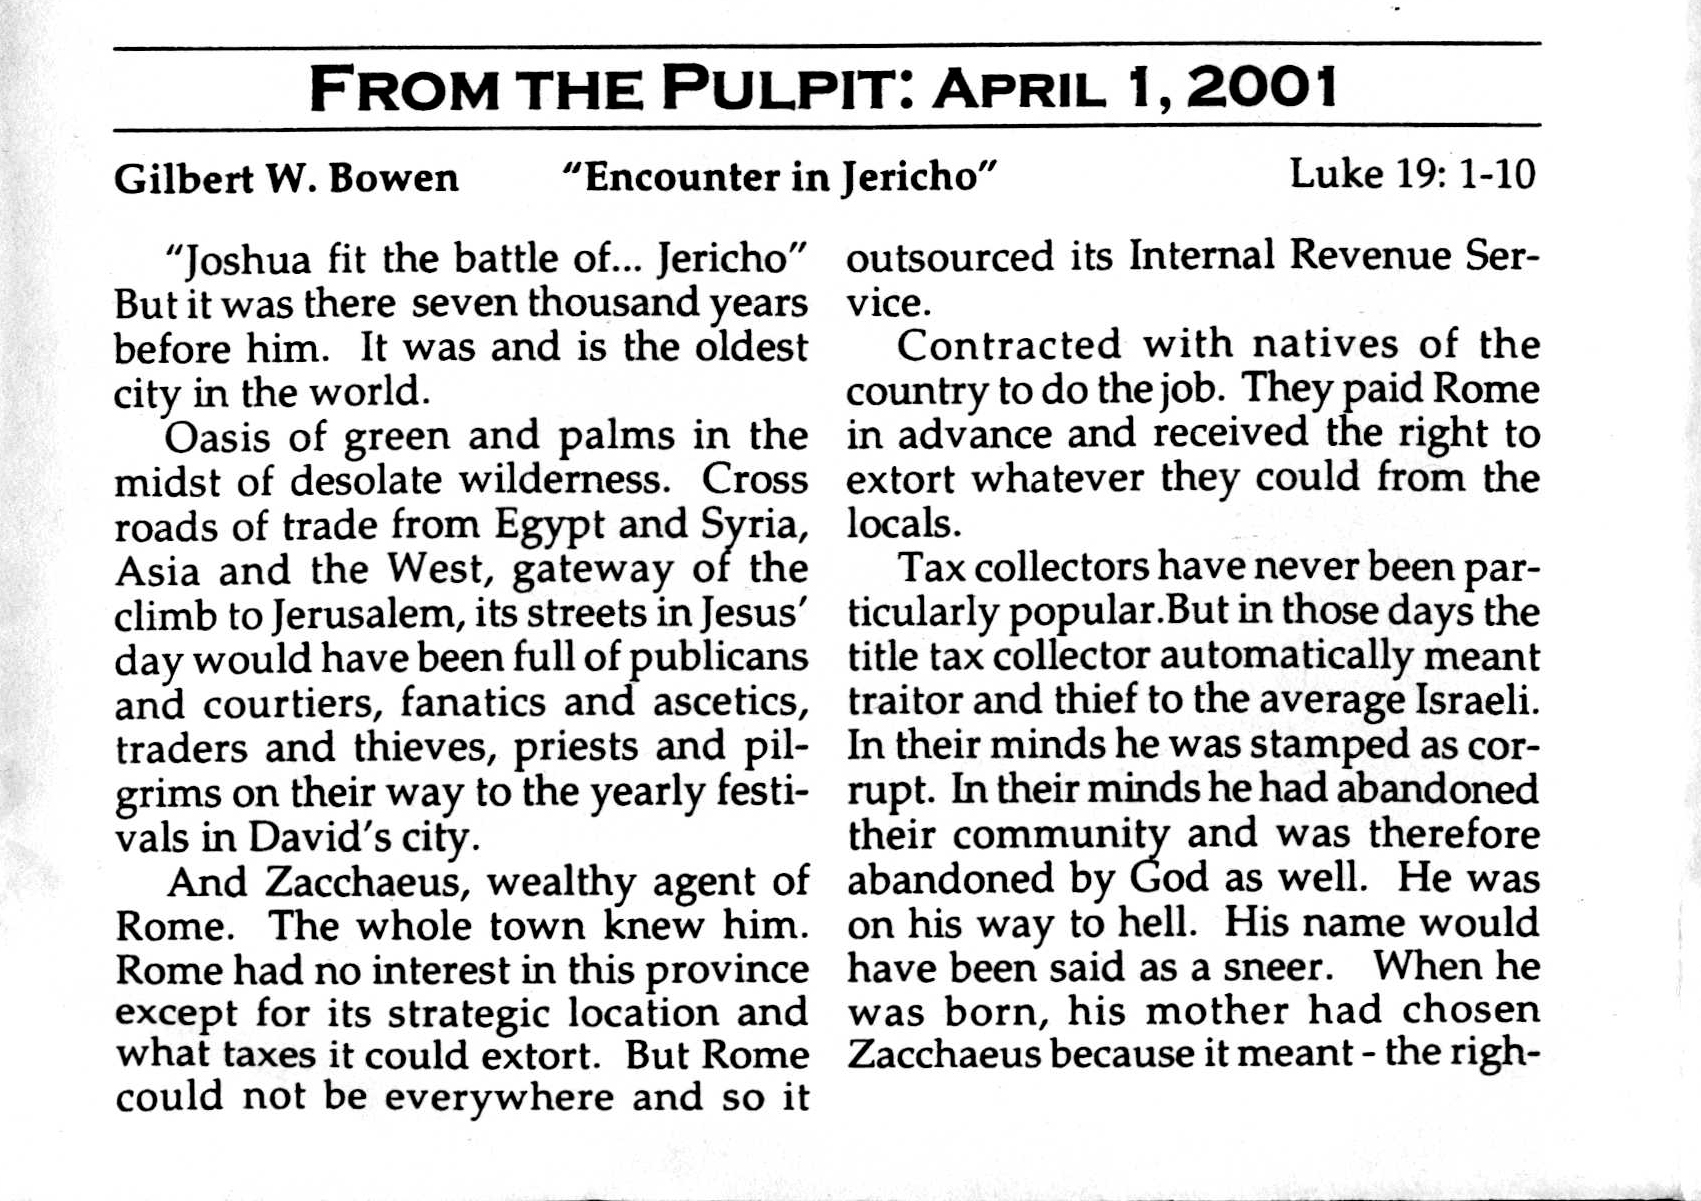 FROM THE PULPIT: APRIL 1, 2001
Gilbert W. Bowen "Encounter in Jericho" Luke 19: 1-10
"Joshua fit the battle of... Jericho"
But it was there seven thousand years
before him. It was and is the oldest
city in the world.
Oasis of green and palms in the
midst of desolate wilderness. Cross
roads of trade from Egypt and Syria,
Asia and the West, gateway of the
climb to Jerusalem, its streets in Jesus'
day would have been full of publicans
and courtiers, fanatics and ascetics,
traders and thieves, priests and pil-
grims on their way to the yearly festi-
vals in David's city.
And Zacchaeus, wealthy agent of
Rome. The whole town knew him.
Rome had no interest in this province
except for its strategic location and
what taxes it could extort. But Rome
could not be everywhere and so it
outsourced its Internal Revenue Ser-
vice.
Contracted with natives of the
country to do the job. They paid Rome
in advance and received the right to
extort whatever they could from the
locals.
Tax collectors have never been par-
ticularly popular.But in those days the
title tax collector automatically meant
traitor and thief to the average Israeli.
In their minds he was stamped as cor-
rupt. In their minds he had abandoned
their community and was therefore
abandoned by God as well. He was
on his way to hell. His name would
have been said as a sneer. When he
was born, his mother had chosen
Zacchaeus because it meant - the righ-